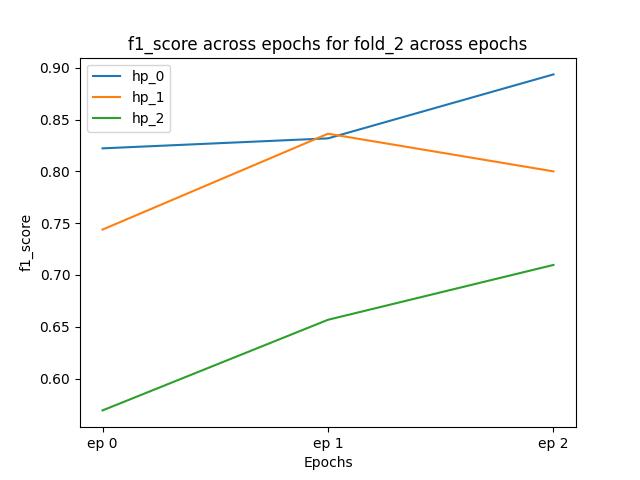 f1_score across epochs for fold_2 across epochs
hp_0
hp_1
hp_2
0.90
0.85
0.80
0.75
0.70
0.65
0.60
f1_score
ep 0
ep 1
ep 2
Epochs